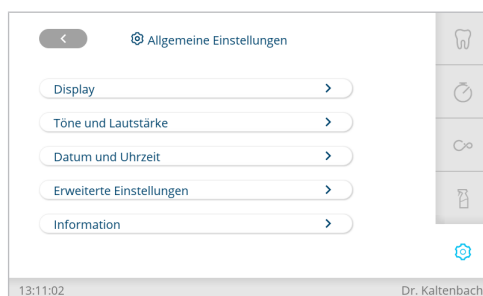 Allgemeine Einstellungen
Display
Töne und Lautstärke
Datum und Uhrzeit
Erweiterte Einstellungen
Information
13:11:02 Dr. Kaltenbach